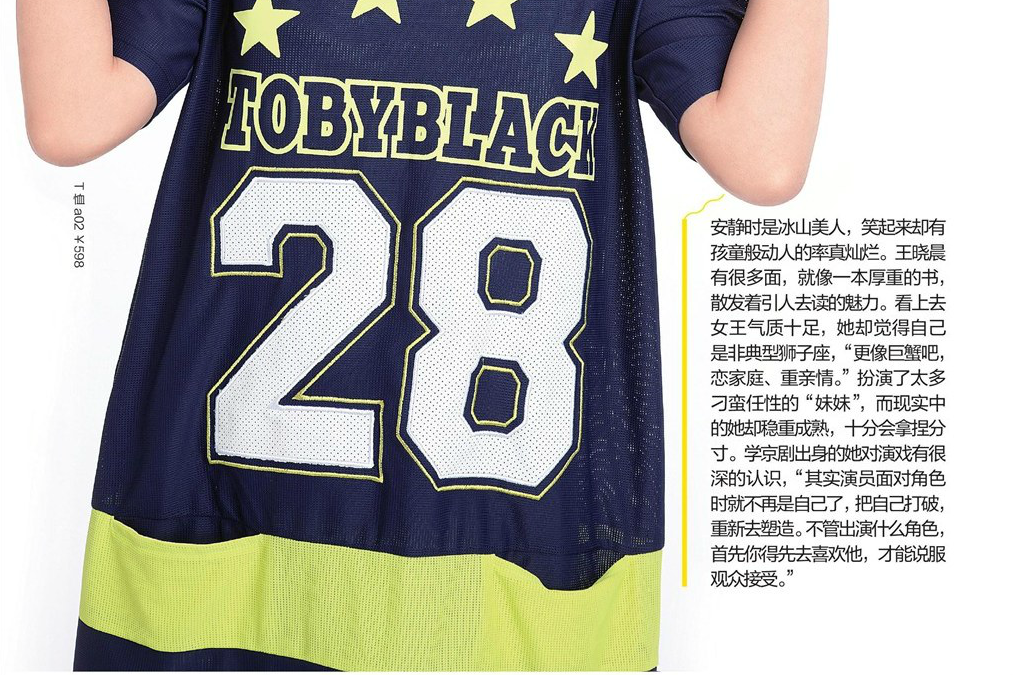 TOBYBLACK
28
T 恤 a02 ￥598
安静时是冰山美人，笑起来却有
孩童般动人的率真灿烂。王晓晨
有很多面，就像一本厚重的书，
散发着引人去读的魅力。看上去
女王气质十足，她却觉得自己
是非典型狮子座，“更像巨蟹吧，
恋家庭、重亲情。”扮演了太多
刁蛮任性的“妹妹”，而现实中
的她却稳重成熟，十分会拿捏分
寸。学京剧出身的她对演戏有很
深的认识，“其实演员面对角色
时就不再是自己了，把自己打破，
重新去塑造。不管出演什么角色，
首先你得先去喜欢他，才能说服
观众接受。”